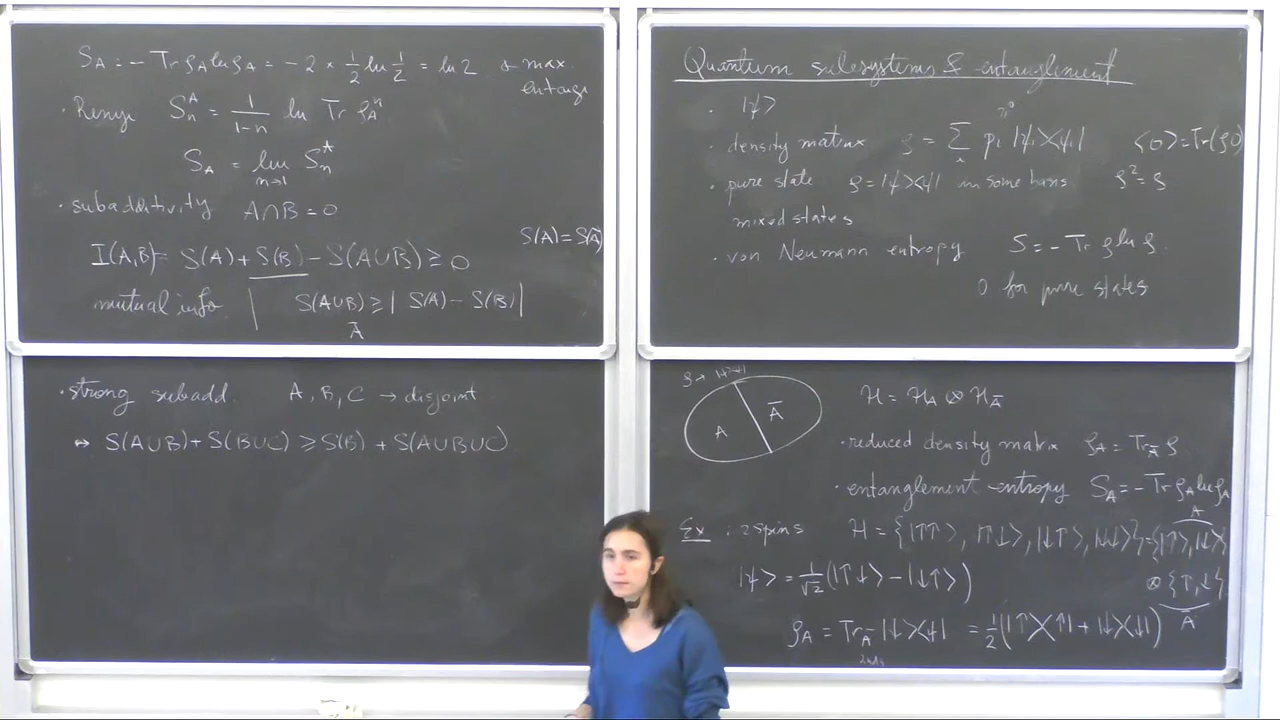 Quantum subsystems & entanglement
· |ψ>
· density matrix ρ = Σ_i p_i |ψ_i><ψ_i| <O> = Tr(ρO)
≥0
· pure state ρ = |ψ><ψ| in some basis ρ² = ρ
mixed states
· von Neumann entropy S = - Tr ρ ln ρ.
0 for pure states
ρ → |ψ><ψ|
A Ā
H = H_A ⊗ H_Ā
· reduced density matrix ρ_A = Tr_Ā ρ
· entanglement entropy S_A = - Tr ρ_A ln ρ_A
Ex : 2 spins H = {|↑↑>, |↑↓>, |↓↑>, |↓↓>} = {|↑>, |↓>}
A
⊗ {↑, ↓}
Ā
|ψ> = 1/√2 (|↑↓> - |↓↑>)
ρ_A = Tr_Ā |ψ><ψ| = 1/2 (|↑><↑| + |↓><↓|)
S_A = - Tr ρ_A ln ρ_A = - 2 × 1/2 ln 1/2 = ln 2 max.
entangl
· Renyi S_n^A = 1/(1-n) ln Tr ρ_A^n
S_A = lim_{n→1} S_n^A
· subadditivity A∩B = 0
I(A,B) = S(A) + S(B) - S(A∪B) ≥ 0
S(A) = S(Ā)
mutual info | S(A∪B) ≥ | S(A) - S(B) |
Ā
· strong subadd. A, B, C → disjoint
↔ S(A∪B) + S(B∪C) ≥ S(B) + S(A∪B∪C)